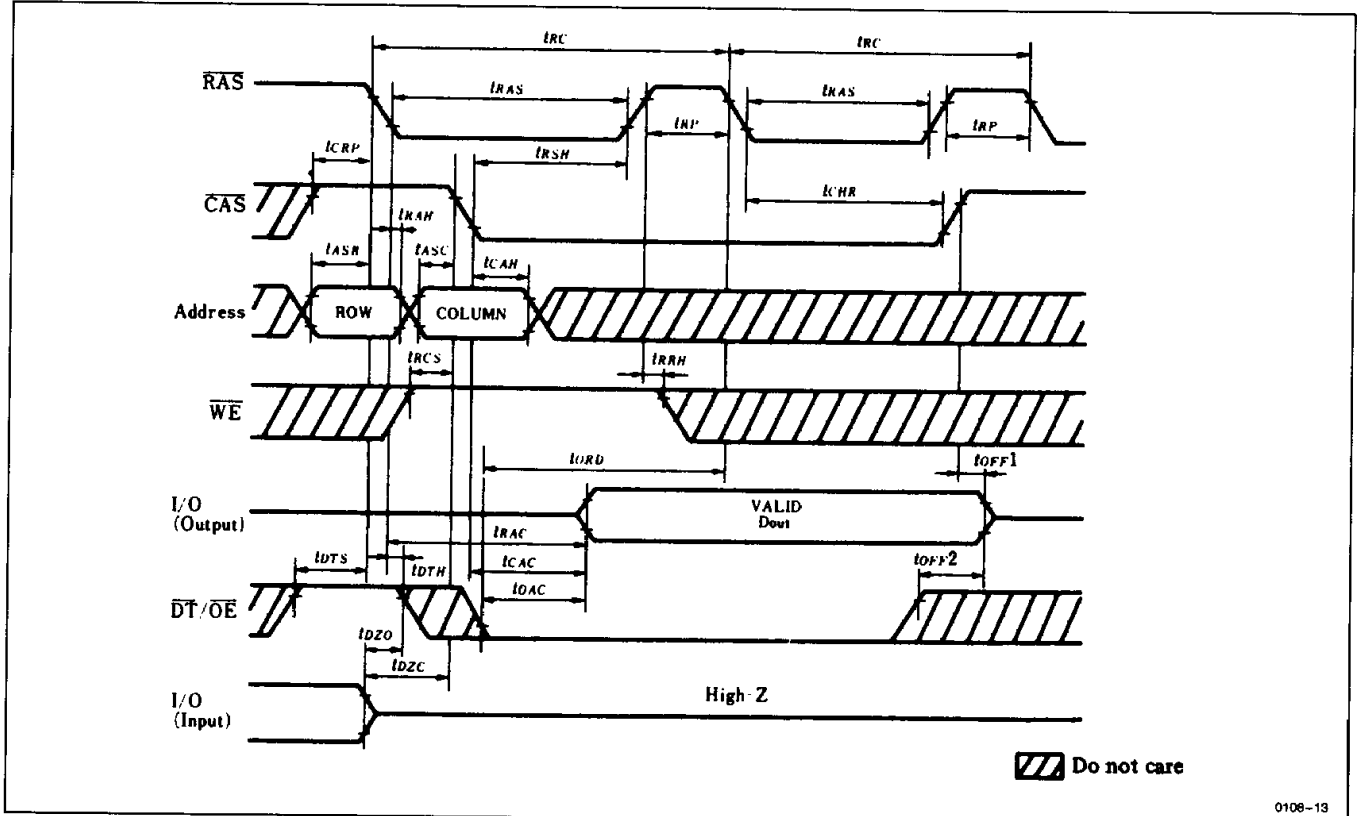 tRC tRC
RAS
tRAS tRAS
tRP tRP
tCRP tRSH
CAS
tCHR
tRAH
tASR tASC tCAH
Address ROW COLUMN
tRCS tRRH
WE
tORD tOFF1
I/O
(Output)
VALID
Dout
tRAC
tDTS tDTH tCAC tOFF2
tOAC
DT/OE
tDZO
tDZC
I/O
(Input)
High-Z
Do not care
0108-13